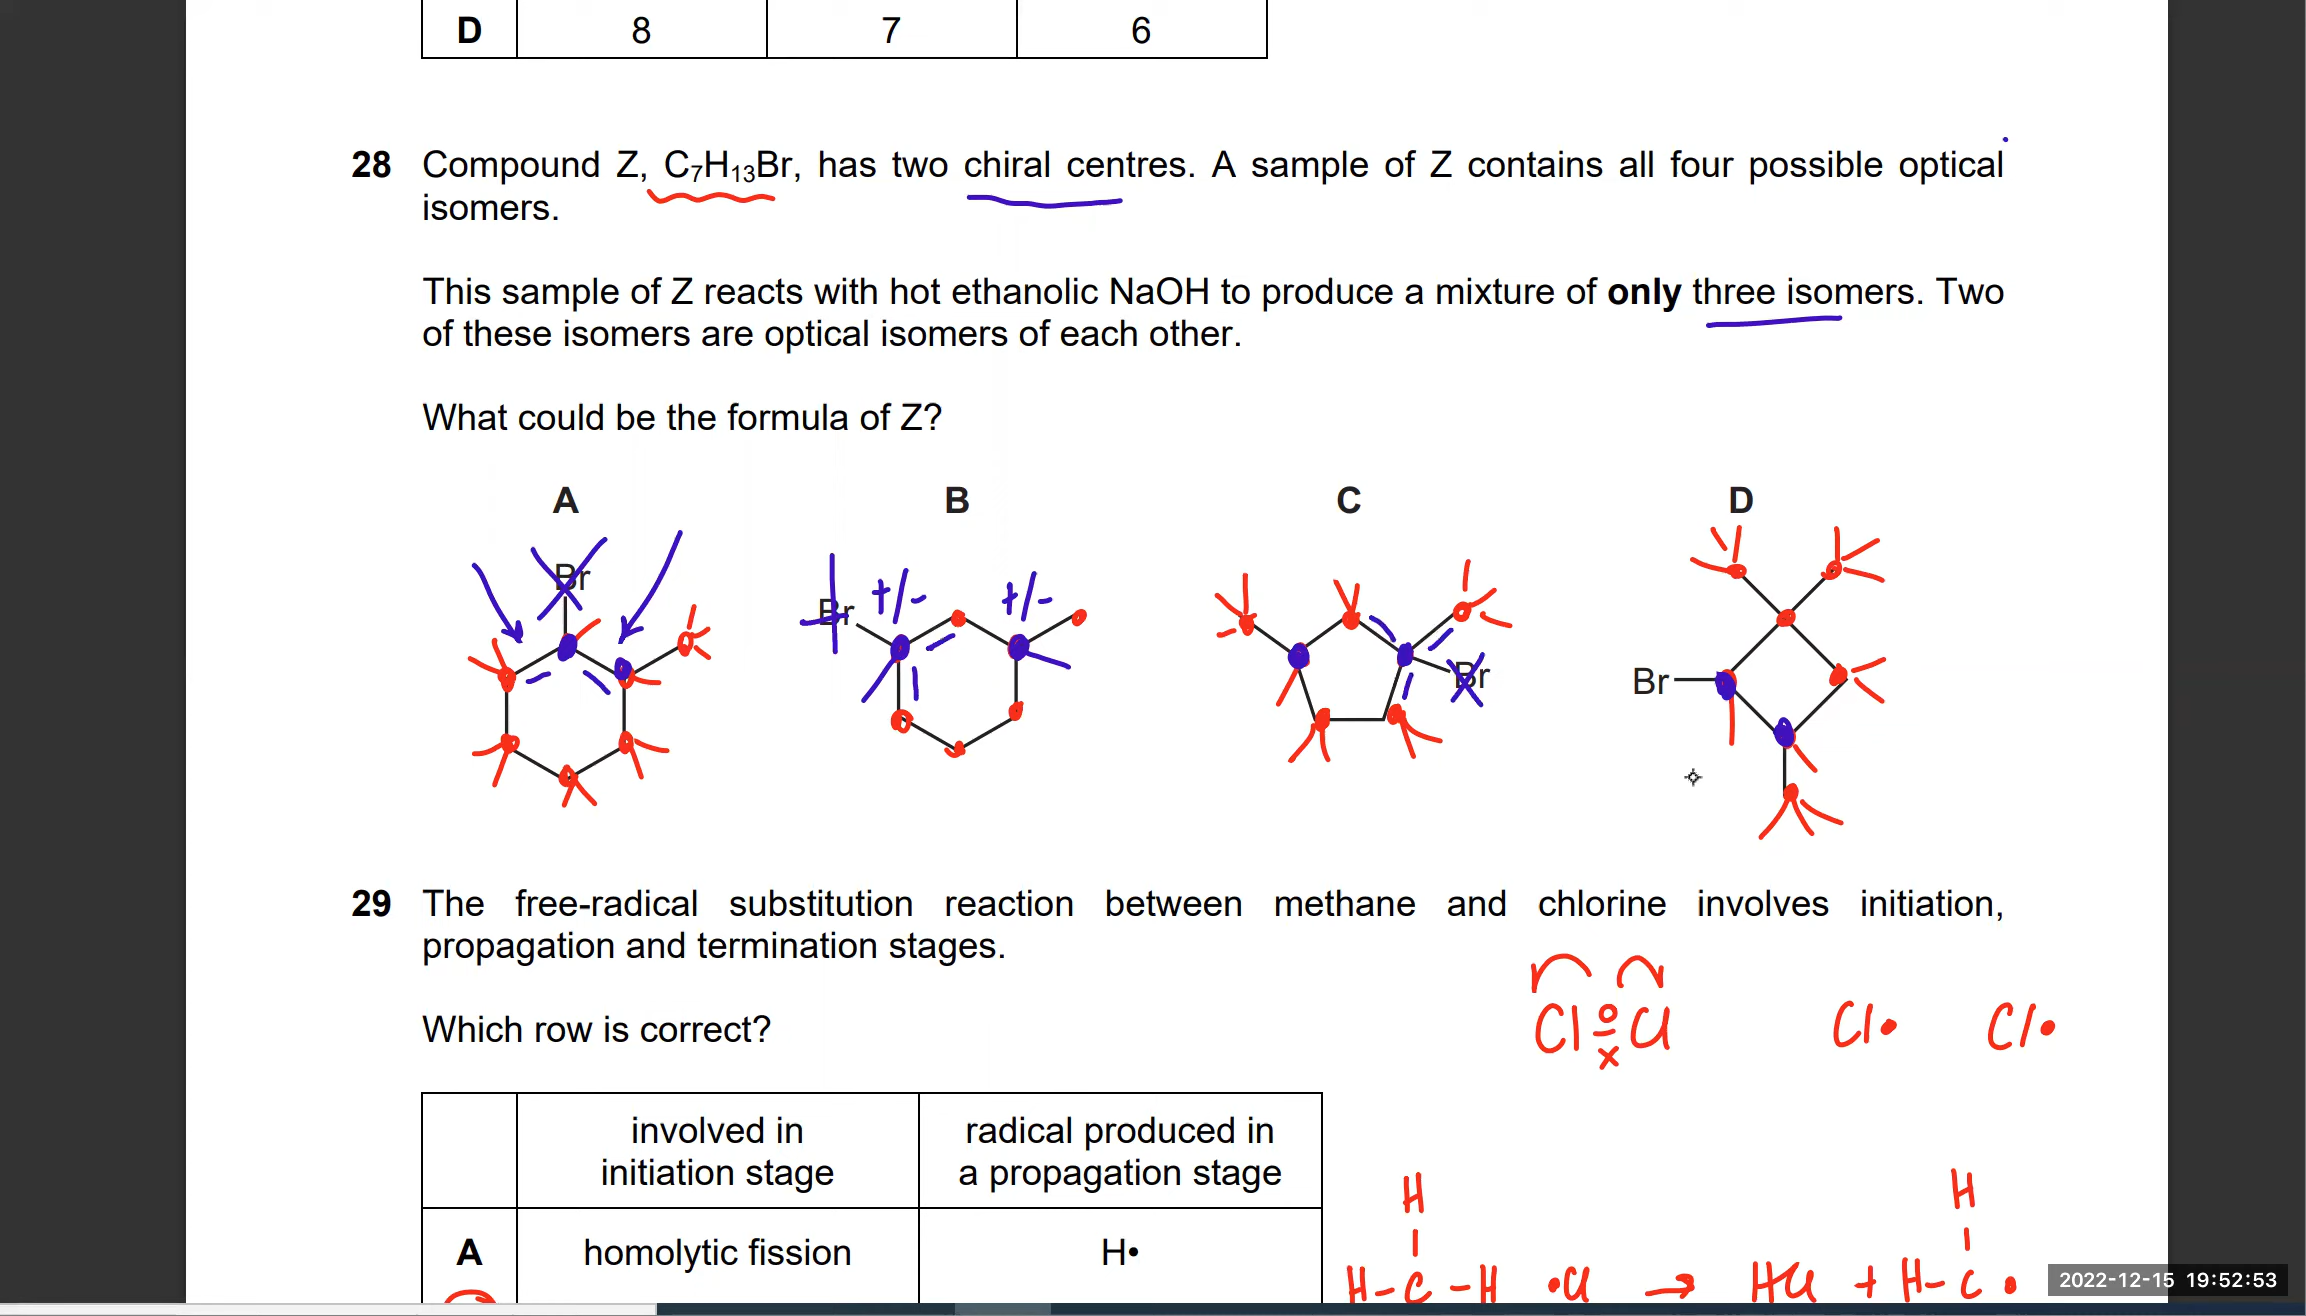 D 8 7 6
28 Compound Z, C₇H₁₃Br, has two chiral centres. A sample of Z contains all four possible optical
isomers.
This sample of Z reacts with hot ethanolic NaOH to produce a mixture of only three isomers. Two
of these isomers are optical isomers of each other.
What could be the formula of Z?
A B C D
Br
Br +/- +/-
Br
Br
29 The free-radical substitution reaction between methane and chlorine involves initiation,
propagation and termination stages.
Which row is correct?
Cl Cl Cl• Cl•
involved in
initiation stage
radical produced in
a propagation stage
A homolytic fission H•
H H
H-C-H •Cl → HCl + H-C•
2022-12-15 19:52:53